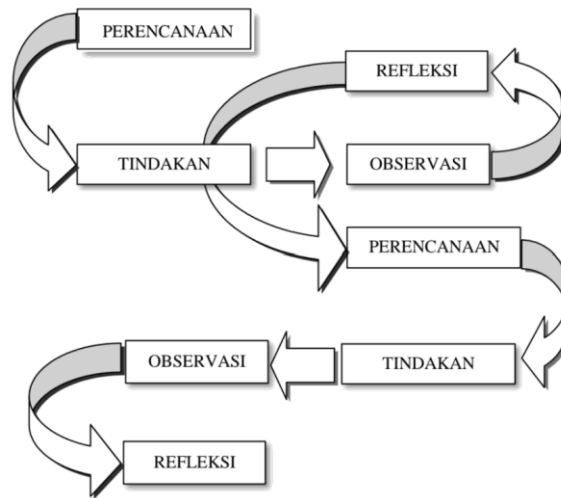 PERENCANAAN
REFLEKSI
TINDAKAN
OBSERVASI
PERENCANAAN
OBSERVASI
TINDAKAN
REFLEKSI